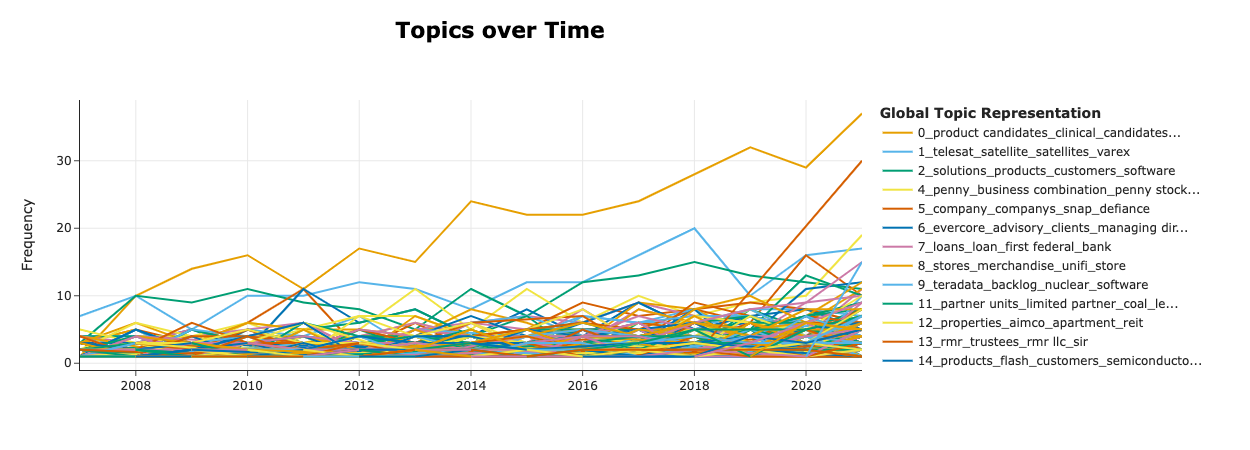 Topics over Time
Global Topic Representation
0_product candidates_clinical_candidates...
1_telesat_satellite_satellites_varex
2_solutions_products_customers_software
4_penny_business combination_penny stock...
5_company_companys_snap_defiance
6_evercore_advisory_clients_managing dir...
7_loans_loan_first federal_bank
8_stores_merchandise_unifi_store
9_teradata_backlog_nuclear_software
11_partner units_limited partner_coal_le...
12_properties_aimco_apartment_reit
13_rmr_trustees_rmr llc_sir
14_products_flash_customers_semiconducto...
Frequency
30
20
10
0
2008
2010
2012
2014
2016
2018
2020